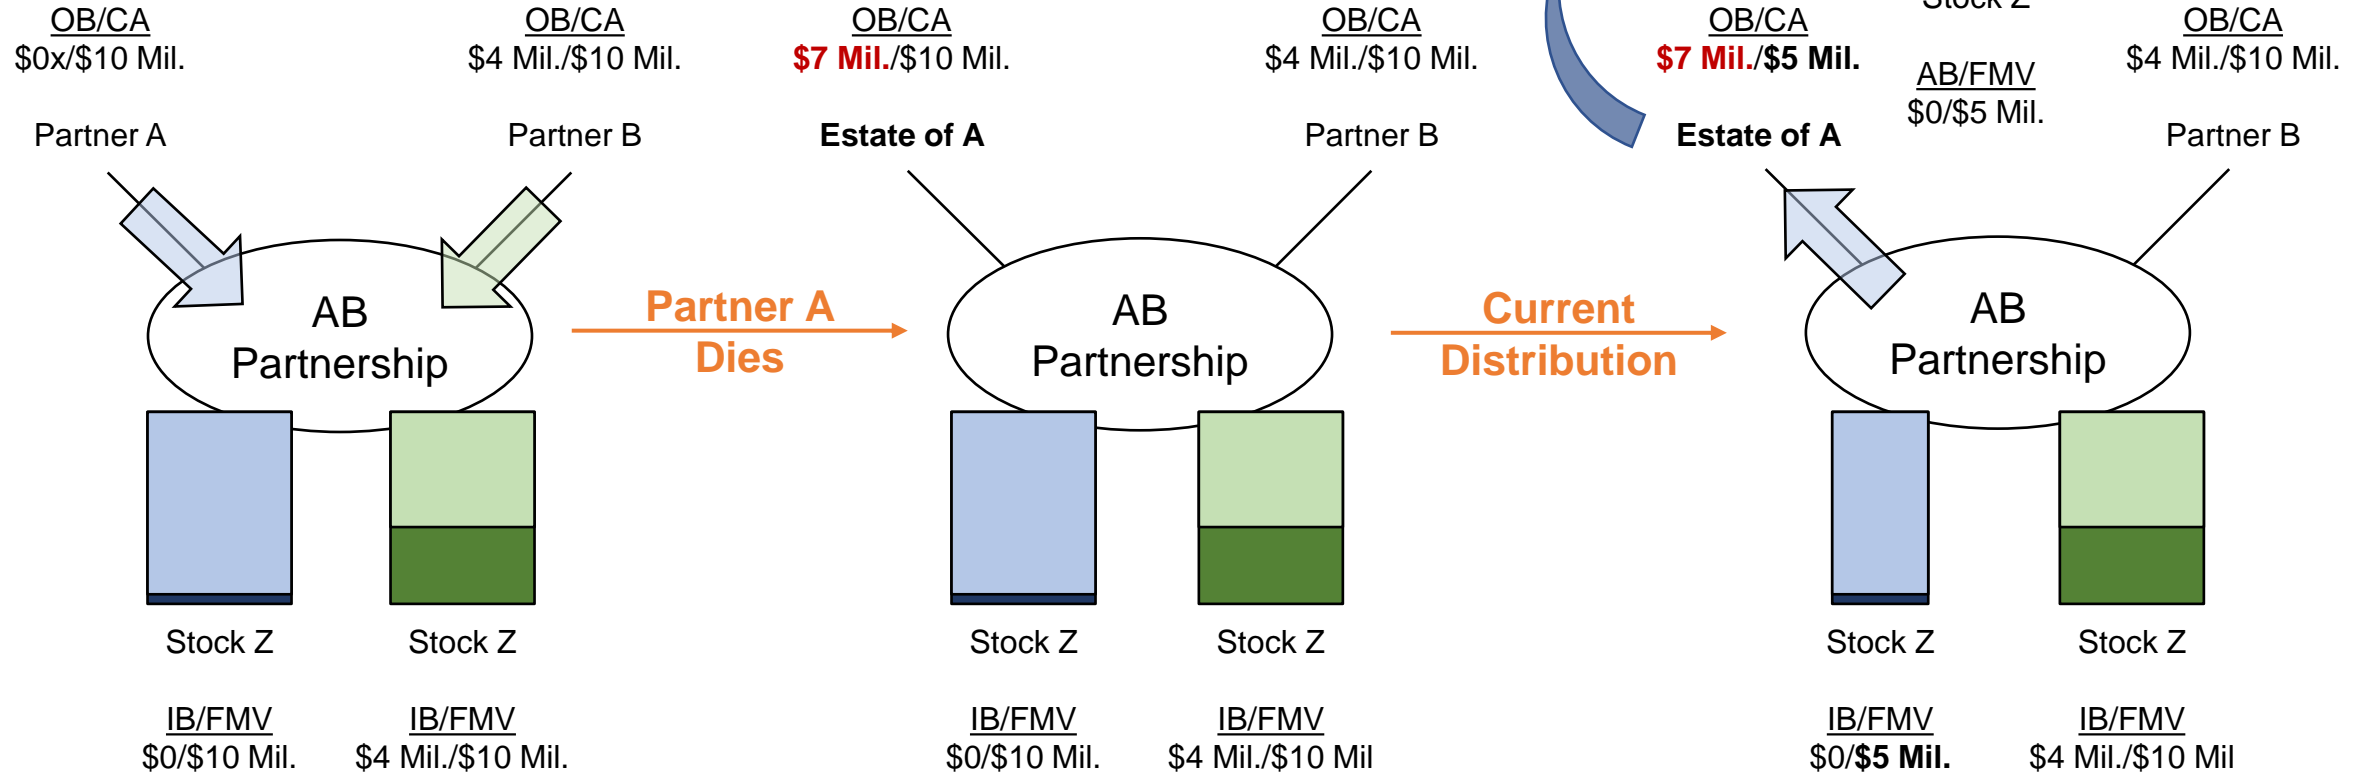 OB/CA
$0x/$10 Mil.
Partner A
OB/CA
$4 Mil./$10 Mil.
Partner B
AB
Partnership
Stock Z
IB/FMV
$0/$10 Mil.
Stock Z
IB/FMV
$4 Mil./$10 Mil.
Partner A
Dies
OB/CA
$7 Mil./$10 Mil.
Estate of A
OB/CA
$4 Mil./$10 Mil.
Partner B
AB
Partnership
Stock Z
IB/FMV
$0/$10 Mil.
Stock Z
IB/FMV
$4 Mil./$10 Mil
Current
Distribution
OB/CA
$7 Mil./$5 Mil.
Estate of A
Stock Z
AB/FMV
$0/$5 Mil.
OB/CA
$4 Mil./$10 Mil.
Partner B
AB
Partnership
Stock Z
IB/FMV
$0/$5 Mil.
Stock Z
IB/FMV
$4 Mil./$10 Mil